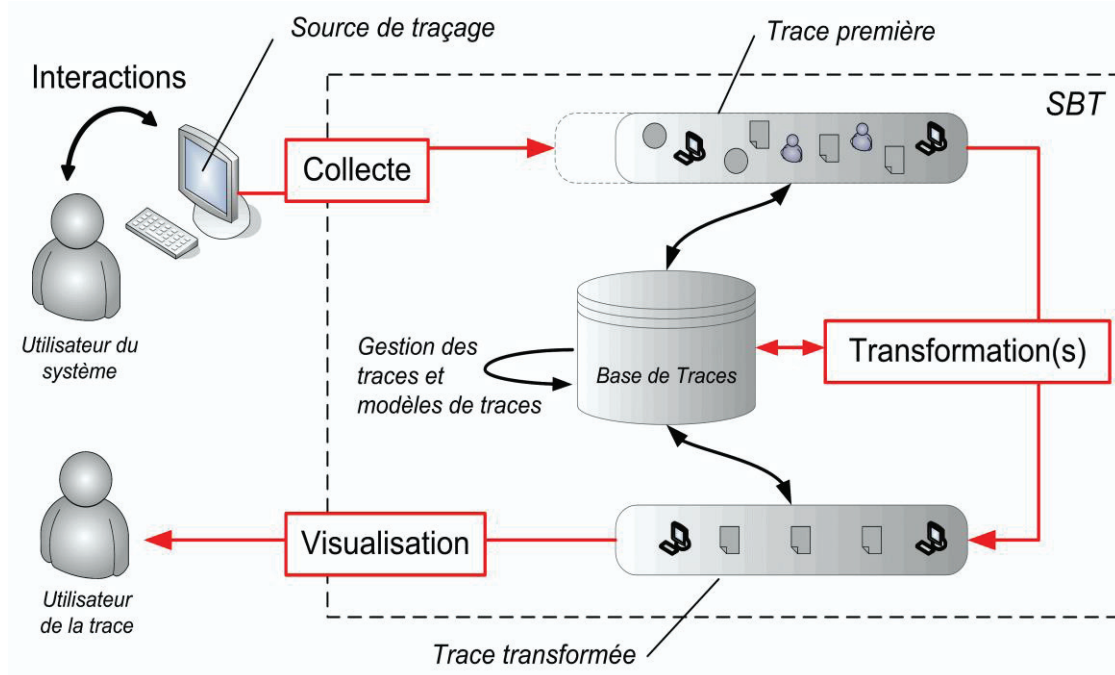 Source de traçage
Trace première
Interactions
SBT
Collecte
Utilisateur du
système
Gestion des
traces et
modèles de traces
Base de Traces
Transformation(s)
Visualisation
Utilisateur
de la trace
Trace transformée